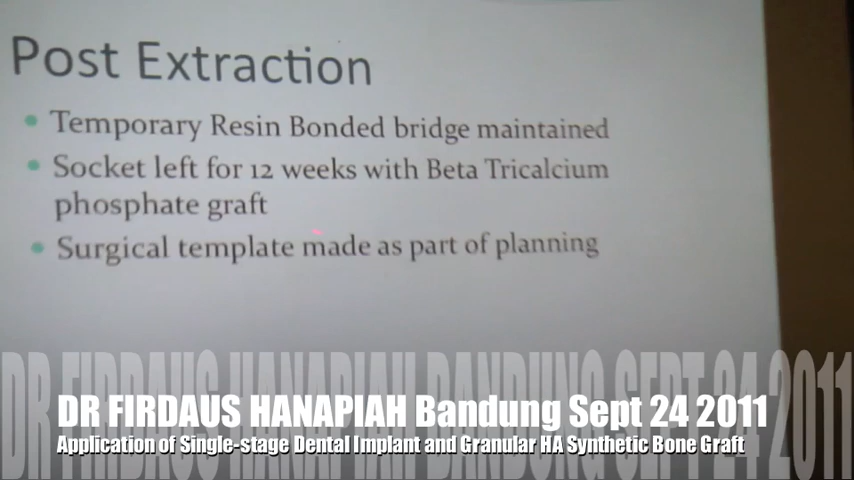 Post Extraction
Temporary Resin Bonded bridge maintained
Socket left for 12 weeks with Beta Tricalcium
phosphate graft
Surgical template made as part of planning
DR FIRDAUS HANAPIAH BANDUNG SEPT 24 2011
DR FIRDAUS HANAPIAH Bandung Sept 24 2011
Application of Single-stage Dental Implant and Granular HA Synthetic Bone Graft